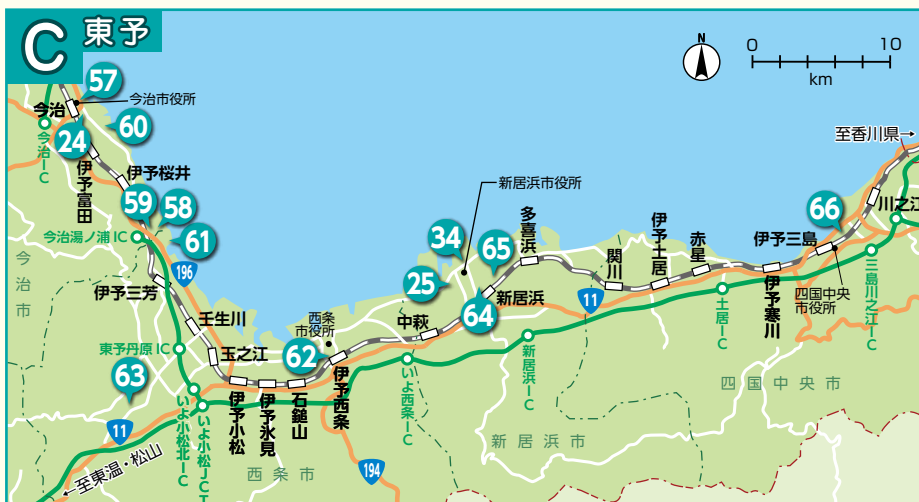 C 東予
N
0 10
km
57
今治市役所
今治
24
60
今治IC
伊予富田
伊予桜井
59
58
今治湯ノ浦IC
61
196
今治市
伊予三芳
壬生川
東予丹原IC
玉之江
63
11
いよ小松北IC
いよ小松JCT
至東温・松山
伊予小松
伊予氷見
石鎚山
西条市役所
62
伊予西条
西条市
194
いよ西条IC
中萩
25
34
新居浜市役所
65
64
新居浜
多喜浜
新居浜IC
新居浜市
11
関川
伊予土居
赤星
土居IC
伊予寒川
伊予三島
66
四国中央市役所
四国中央市
三島川之江IC
川之江
至香川県